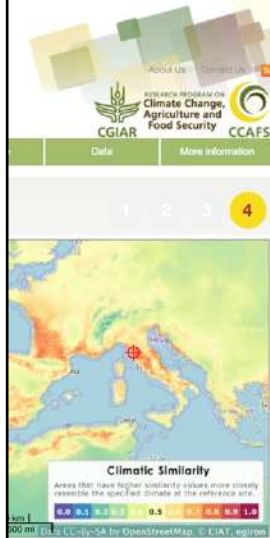 About Us
Contact Us
CGIAR
RESEARCH PROGRAM ON
Climate Change,
Agriculture and
Food Security
CCAFS
Data
More information
1 2 3 4
Climatic Similarity
Areas that have higher similarity values more closely
resemble the specified climate at the reference site.
0.0 0.1 0.2 0.3 0.4 0.5 0.6 0.7 0.8 0.9 1.0
km
500 mi
Data CC-By-SA by OpenStreetMap, © CIAT, egiron